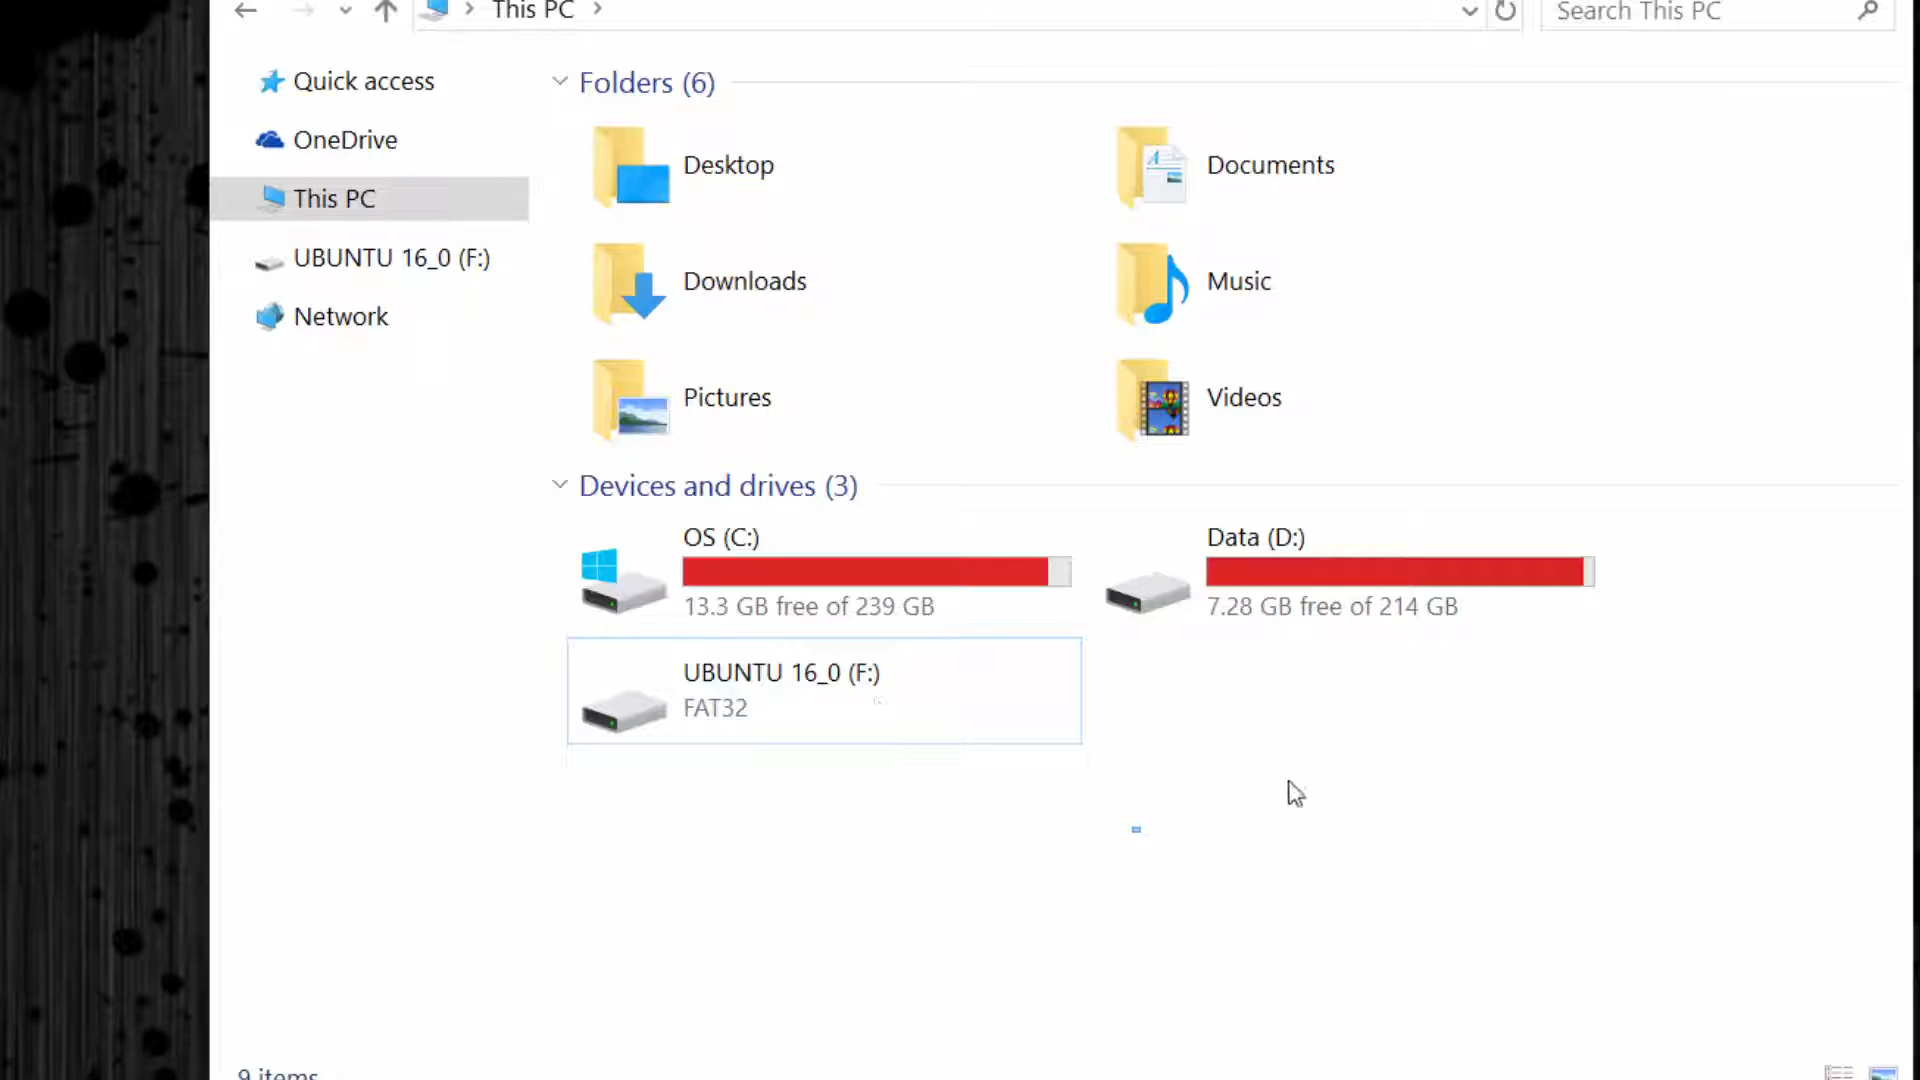 This PC
Search This PC
Quick access
OneDrive
This PC
UBUNTU 16_0 (F:)
Network
Folders (6)
Desktop
Documents
Downloads
Music
Pictures
Videos
Devices and drives (3)
OS (C:)
13.3 GB free of 239 GB
Data (D:)
7.28 GB free of 214 GB
UBUNTU 16_0 (F:)
FAT32
9 items